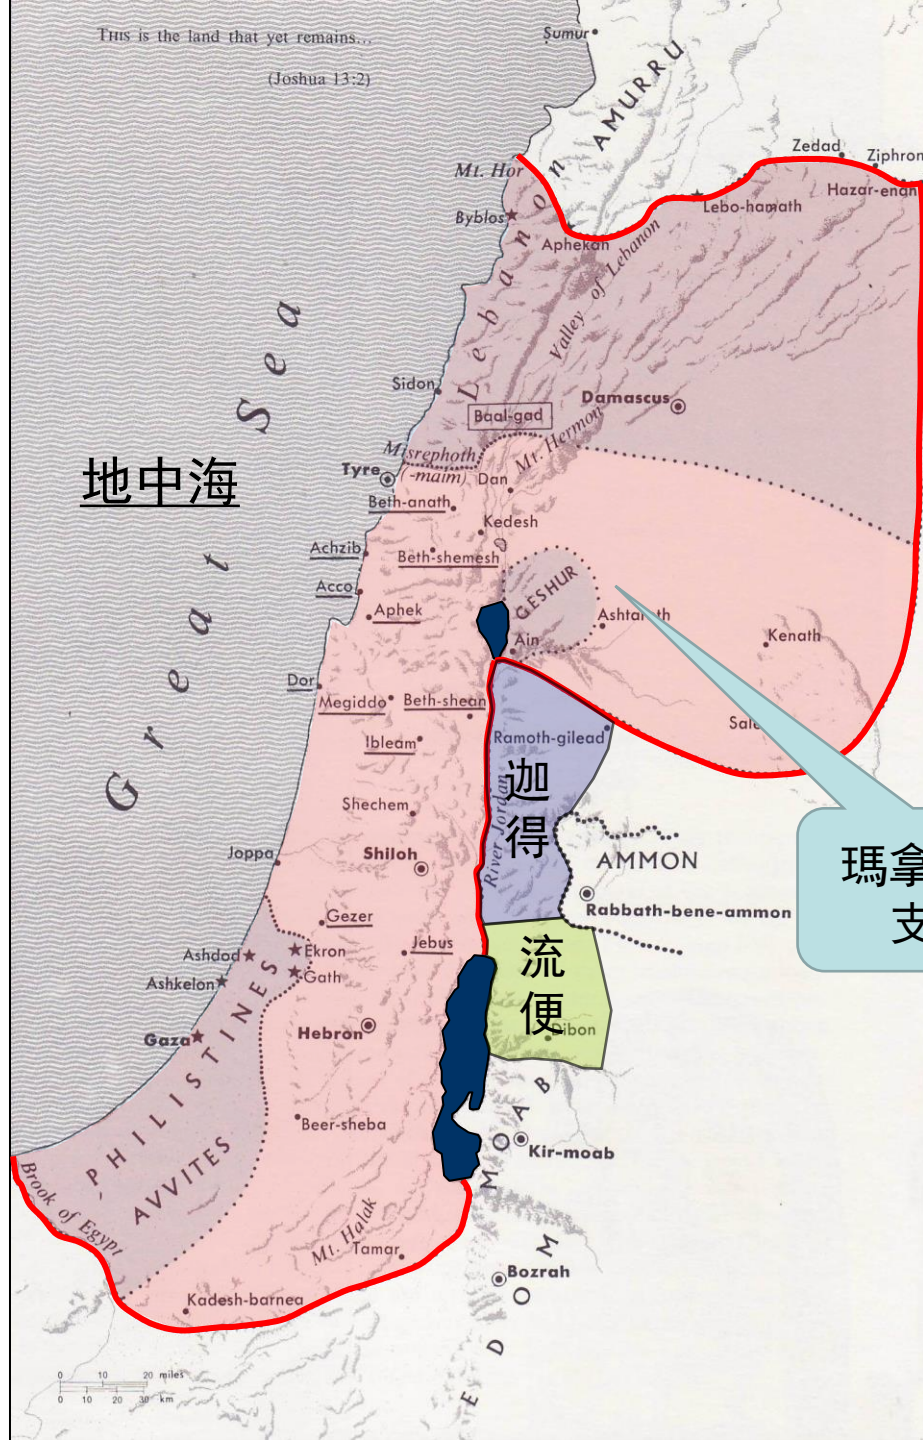 THIS is the land that yet remains...
(Joshua 13:2)
Sumur
AMURRU
Zedad
Ziphron
Mt. Hor
Hazar-enan
Lebo-hamath
Byblos
Aphekah
Lebanon
Valley of Lebanon
Great Sea
Sidon
Damascus
Baal-gad
Mt. Hermon
Misrephoth
-maim)
Tyre
地中海
Dan
Beth-anath
Kedesh
Achzib
Beth-shemesh
GESHUR
Acco
Aphek
Ashtaroth
Ain
Kenath
Dor
Megiddo
Beth-shean
Sale
Ibleam
Ramoth-gilead
迦
得
River Jordan
Shechem
Joppa
Shiloh
AMMON
瑪拿
支
Rabbath-bene-ammon
Gezer
Jebus
流
便
Ashdod
Ekron
Ashkelon
Gath
Gaza
Hebron
Dibon
PHILISTINES
AVVITES
Beer-sheba
MOAB
Kir-moab
Brook of Egypt
Mt. Halak
Tamar
Bozrah
EDOM
Kadesh-barnea
0 10 20 miles
0 10 20 30 km